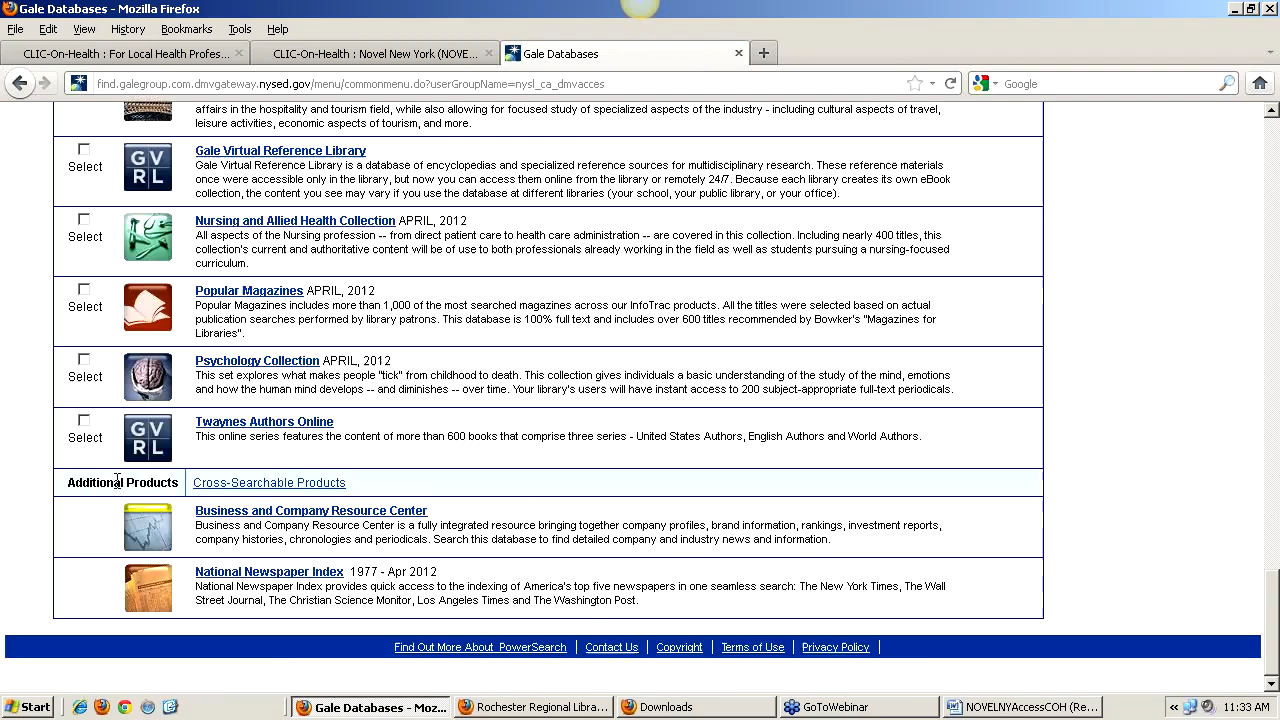 Gale Databases - Mozilla Firefox
File Edit View History Bookmarks Tools Help
CLIC-On-Health : For Local Health Profes... CLIC-On-Health : Novel New York (NOVE... Gale Databases
find.galegroup.com.dmvgateway.nysed.gov/menu/commonmenu.do?userGroupName=nysl_ca_dmvacces Google
affairs in the hospitality and tourism field, while also allowing for focused study of specialized aspects of the industry - including cultural aspects of travel,
leisure activities, economic aspects of tourism, and more.
Select
GVRL
Gale Virtual Reference Library
Gale Virtual Reference Library is a database of encyclopedias and specialized reference sources for multidisciplinary research. These reference materials
once were accessible only in the library, but now you can access them online from the library or remotely 24/7. Because each library creates its own eBook
collection, the content you see may vary if you use the database at different libraries (your school, your public library, or your office).
Select
Nursing and Allied Health Collection APRIL, 2012
All aspects of the Nursing profession -- from direct patient care to health care administration -- are covered in this collection. Including nearly 400 titles, this
collection's current and authoritative content will be of use to both professionals already working in the field as well as students pursuing a nursing-focused
curriculum.
Select
Popular Magazines APRIL, 2012
Popular Magazines includes more than 1,000 of the most searched magazines across our InfoTrac products. All the titles were selected based on actual
publication searches performed by library patrons. This database is 100% full text and includes over 600 titles recommended by Bowker's "Magazines for
Libraries".
Select
Psychology Collection APRIL, 2012
This set explores what makes people "tick" from childhood to death. This collection gives individuals a basic understanding of the study of the mind, emotions
and how the human mind develops -- and diminishes -- over time. Your library's users will have instant access to 200 subject-appropriate full-text periodicals.
Select
GVRL
Twaynes Authors Online
This online series features the content of more than 600 books that comprise three series - United States Authors, English Authors and World Authors.
Additional Products Cross-Searchable Products
Business and Company Resource Center
Business and Company Resource Center is a fully integrated resource bringing together company profiles, brand information, rankings, investment reports,
company histories, chronologies and periodicals. Search this database to find detailed company and industry news and information.
National Newspaper Index 1977 - Apr 2012
National Newspaper Index provides quick access to the indexing of America's top five newspapers in one seamless search: The New York Times, The Wall
Street Journal, The Christian Science Monitor, Los Angeles Times and The Washington Post.
Find Out More About PowerSearch Contact Us Copyright Terms of Use Privacy Policy
Start Gale Databases - Moz... Rochester Regional Libra... Downloads GoToWebinar NOVELNYAccessCOH (Re... 11:33 AM